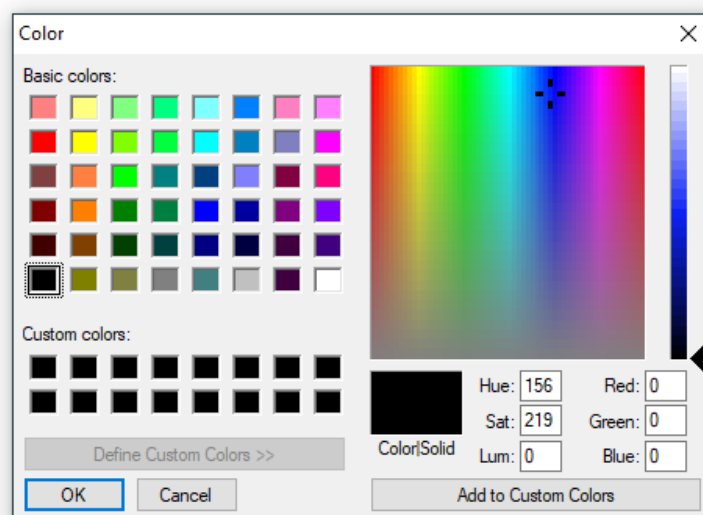 Color
Basic colors:
Custom colors:
Define Custom Colors >>
OK
Cancel
Color|Solid
Hue: 156
Sat: 219
Lum: 0
Red: 0
Green: 0
Blue: 0
Add to Custom Colors